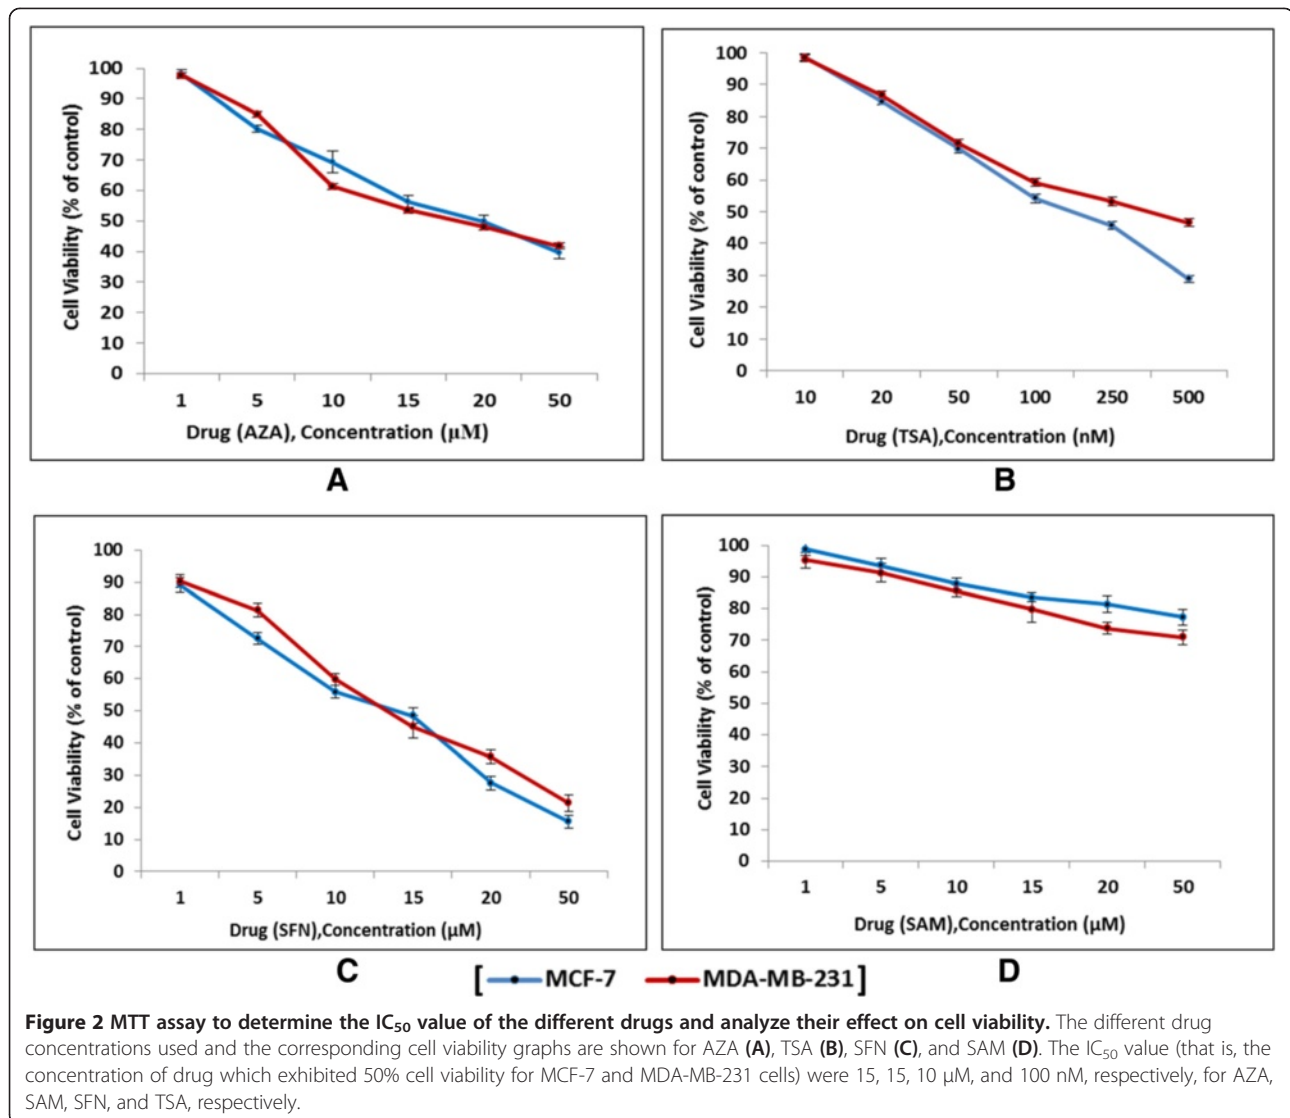 100
90
80
70
60
50
40
30
20
10
0
Cell Viability (% of control)
1 5 10 15 20 50
Drug (AZA), Concentration (µM)
A
100
90
80
70
60
50
40
30
20
10
0
Cell Viability (% of control)
10 20 50 100 250 500
Drug (TSA),Concentration (nM)
B
100
90
80
70
60
50
40
30
20
10
0
Cell Viability (% of control)
1 5 10 15 20 50
Drug (SFN),Concentration (µM)
C
100
90
80
70
60
50
40
30
20
10
0
Cell Viability (% of control)
1 5 10 15 20 50
Drug (SAM),Concentration (µM)
D
[ MCF-7 MDA-MB-231 ]
Figure 2 MTT assay to determine the IC50 value of the different drugs and analyze their effect on cell viability. The different drug
concentrations used and the corresponding cell viability graphs are shown for AZA (A), TSA (B), SFN (C), and SAM (D). The IC50 value (that is, the
concentration of drug which exhibited 50% cell viability for MCF-7 and MDA-MB-231 cells) were 15, 15, 10 µM, and 100 nM, respectively, for AZA,
SAM, SFN, and TSA, respectively.